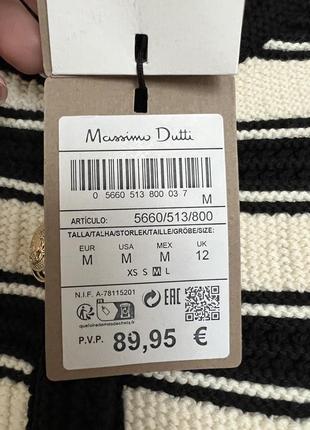 Massimo Dutti
0 5660 513 800 03 7 M
ARTÍCULO: 5660/513/800
TALLA/TALHA/STORLEK/TAILLE/GRÖßE/SIZE:
EUR USA MEX UK
M M M 12
XS S M L
N.I.F. A-78115201
P.V.P. 89,95 €